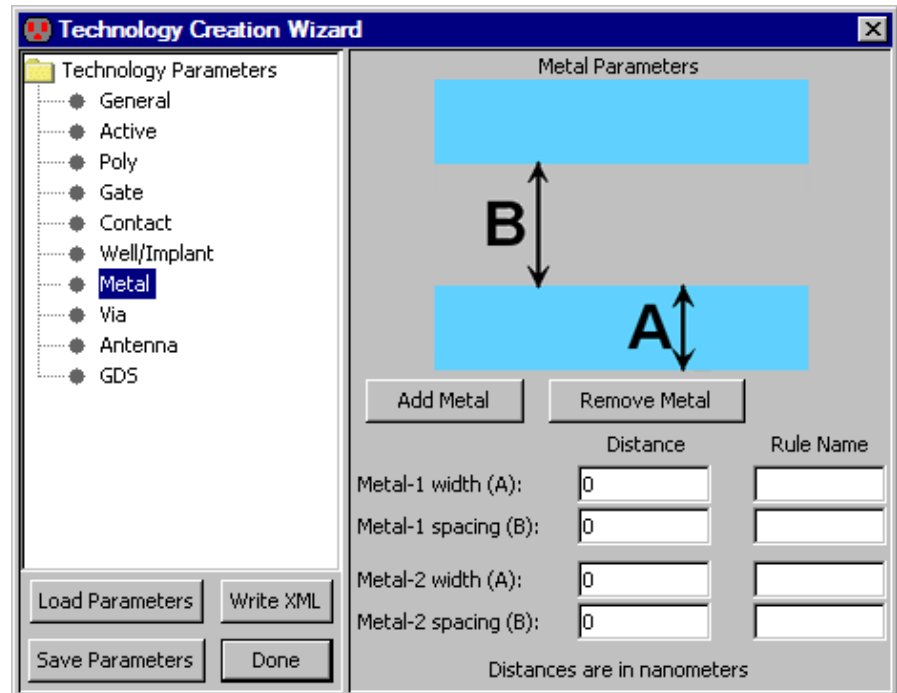 Technology Creation Wizard
Technology Parameters
General
Active
Poly
Gate
Contact
Well/Implant
Metal
Via
Antenna
GDS
Load Parameters
Write XML
Save Parameters
Done
Metal Parameters
B
A
Add Metal
Remove Metal
Distance Rule Name
Metal-1 width (A): 0
Metal-1 spacing (B): 0
Metal-2 width (A): 0
Metal-2 spacing (B): 0
Distances are in nanometers